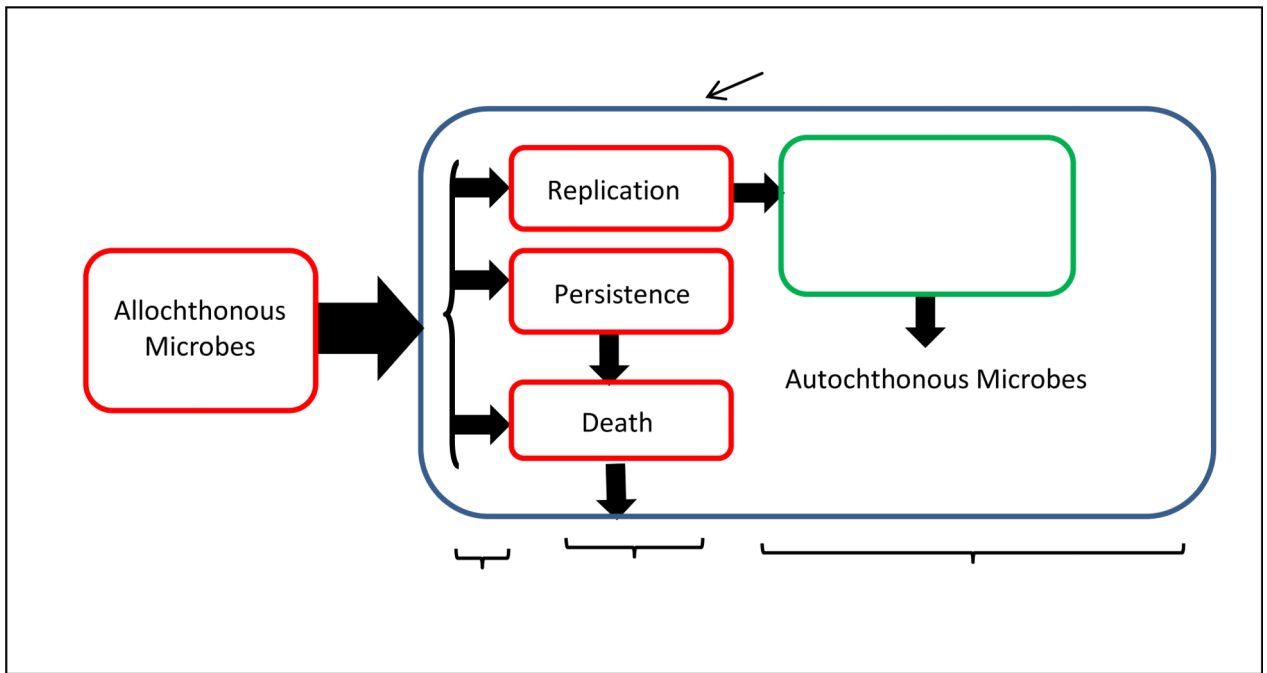 Allochthonous
Microbes
Replication
Persistence
Death
Autochthonous Microbes